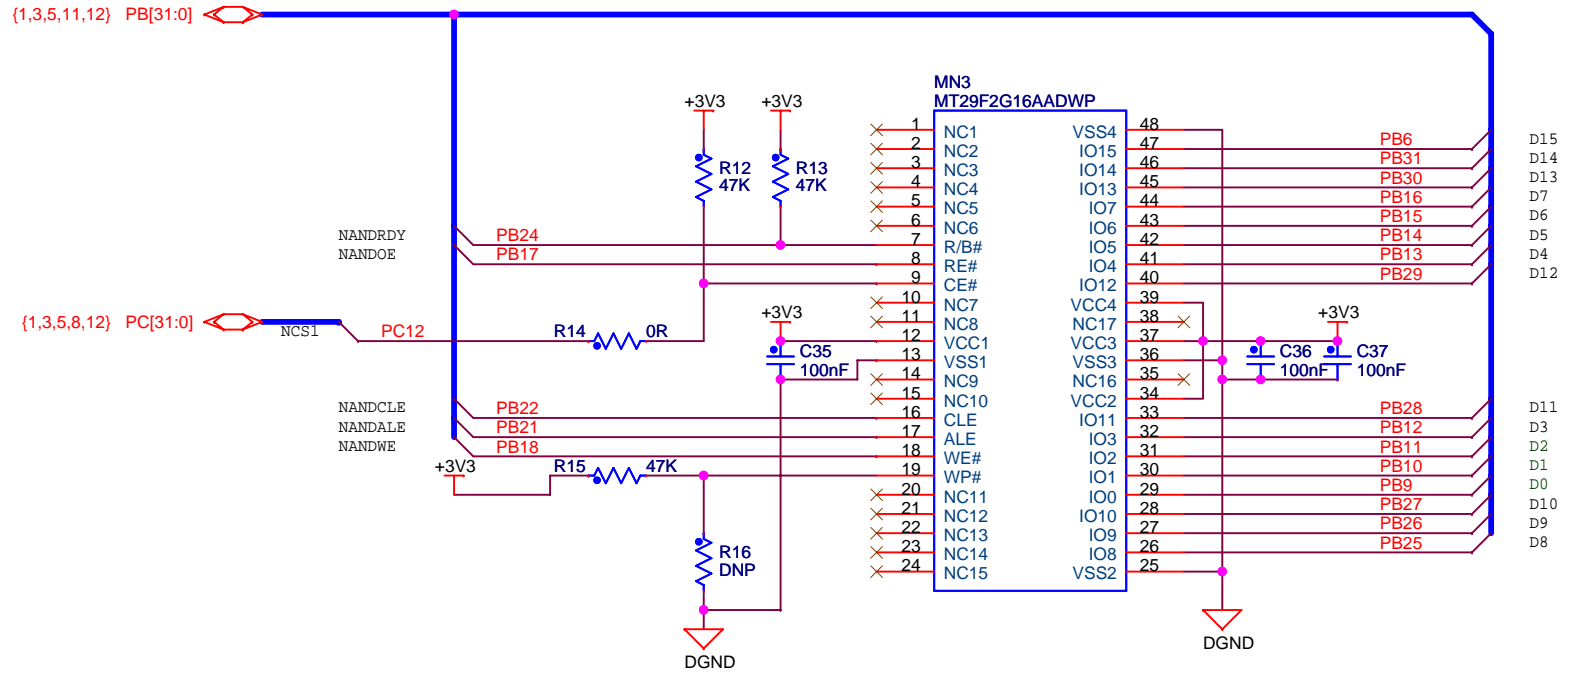 {1,3,5,11,12} PB[31:0]
MN3
MT29F2G16AADWP
+3V3 +3V3
R12
47K
R13
47K
1 NC1 VSS4 48
2 NC2 IO15 47 PB6 D15
3 NC3 IO14 46 PB31 D14
4 NC4 IO13 45 PB30 D13
5 NC5 IO7 44 PB16 D7
6 NC6 IO6 43 PB15 D6
NANDRDY PB24 7 R/B# IO5 42 PB14 D5
NANDOE PB17 8 RE# IO4 41 PB13 D4
9 CE# IO12 40 PB29 D12
10 NC7 VCC4 39
{1,3,5,8,12} PC[31:0] 11 NC8 NC17 38
+3V3 +3V3
NCS1 PC12 R14 0R 12 VCC1 VCC3 37
C35
100nF
C36
100nF
C37
100nF
13 VSS1 VSS3 36
14 NC9 NC16 35
15 NC10 VCC2 34
NANDCLE PB22 16 CLE IO11 33 PB28 D11
NANDALE PB21 17 ALE IO3 32 PB12 D3
NANDWE PB18 18 WE# IO2 31 PB11 D2
+3V3 R15 47K 19 WP# IO1 30 PB10 D1
20 NC11 IO0 29 PB9 D0
21 NC12 IO10 28 PB27 D10
22 NC13 IO9 27 PB26 D9
23 NC14 IO8 26 PB25 D8
24 NC15 VSS2 25
R16
DNP
DGND
DGND